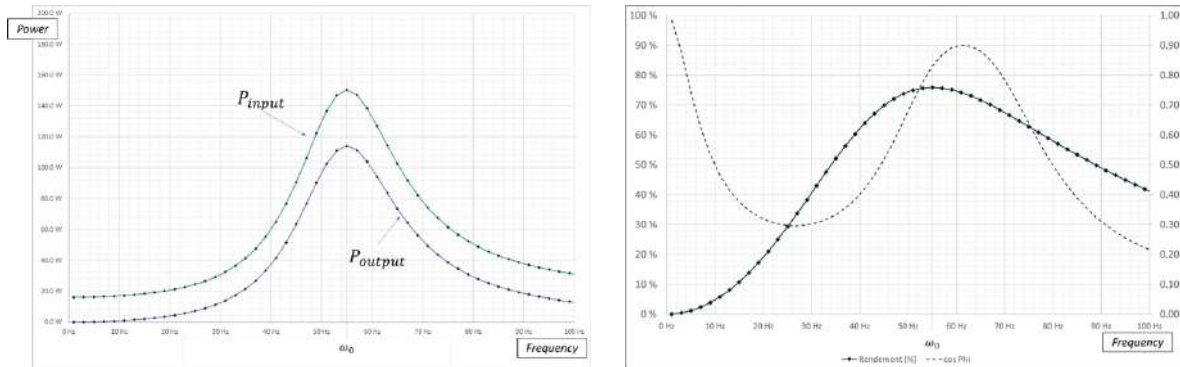 Power
200.0 W
180.0 W
160.0 W
140.0 W
120.0 W
100.0 W
80.0 W
60.0 W
40.0 W
20.0 W
0.0 W
P_input
P_output
0 Hz 10 Hz 20 Hz 30 Hz 40 Hz 50 Hz 60 Hz 70 Hz 80 Hz 90 Hz 100 Hz
ω₀
Frequency
100 %
90 %
80 %
70 %
60 %
50 %
40 %
30 %
20 %
10 %
0 %
1.00
0.90
0.80
0.70
0.60
0.50
0.40
0.30
0.20
0.10
0.00
0 Hz 10 Hz 20 Hz 30 Hz 40 Hz 50 Hz 60 Hz 70 Hz 80 Hz 90 Hz 100 Hz
ω₀
Frequency
Rendement [%] cos Phi